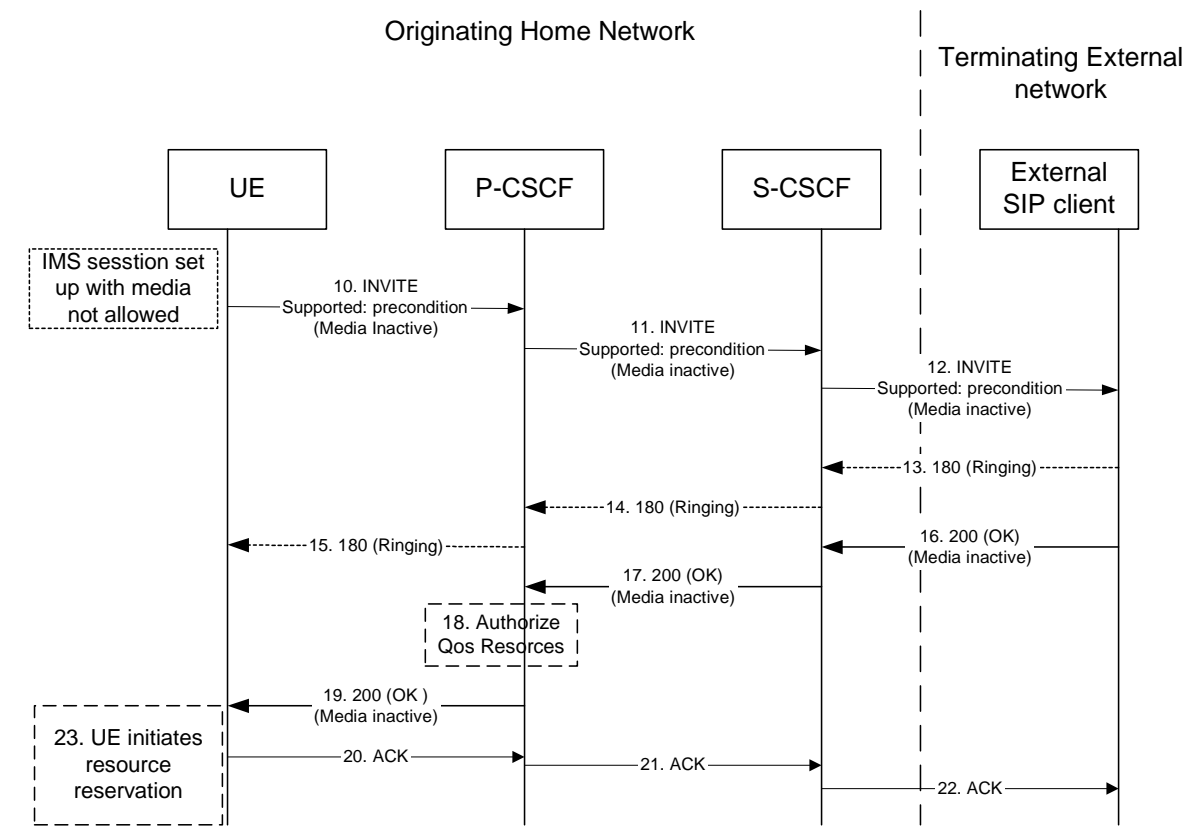 Originating Home Network
Terminating External
network
UE
P-CSCF
S-CSCF
External
SIP client
IMS sesstion set
up with media
not allowed
10. INVITE
Supported: precondition
(Media Inactive)
11. INVITE
Supported: precondition
(Media inactive)
12. INVITE
Supported: precondition
(Media inactive)
13. 180 (Ringing)
14. 180 (Ringing)
15. 180 (Ringing)
16. 200 (OK)
(Media inactive)
17. 200 (OK)
(Media inactive)
18. Authorize
Qos Resorces
19. 200 (OK )
(Media inactive)
23. UE initiates
resource
reservation
20. ACK
21. ACK
22. ACK